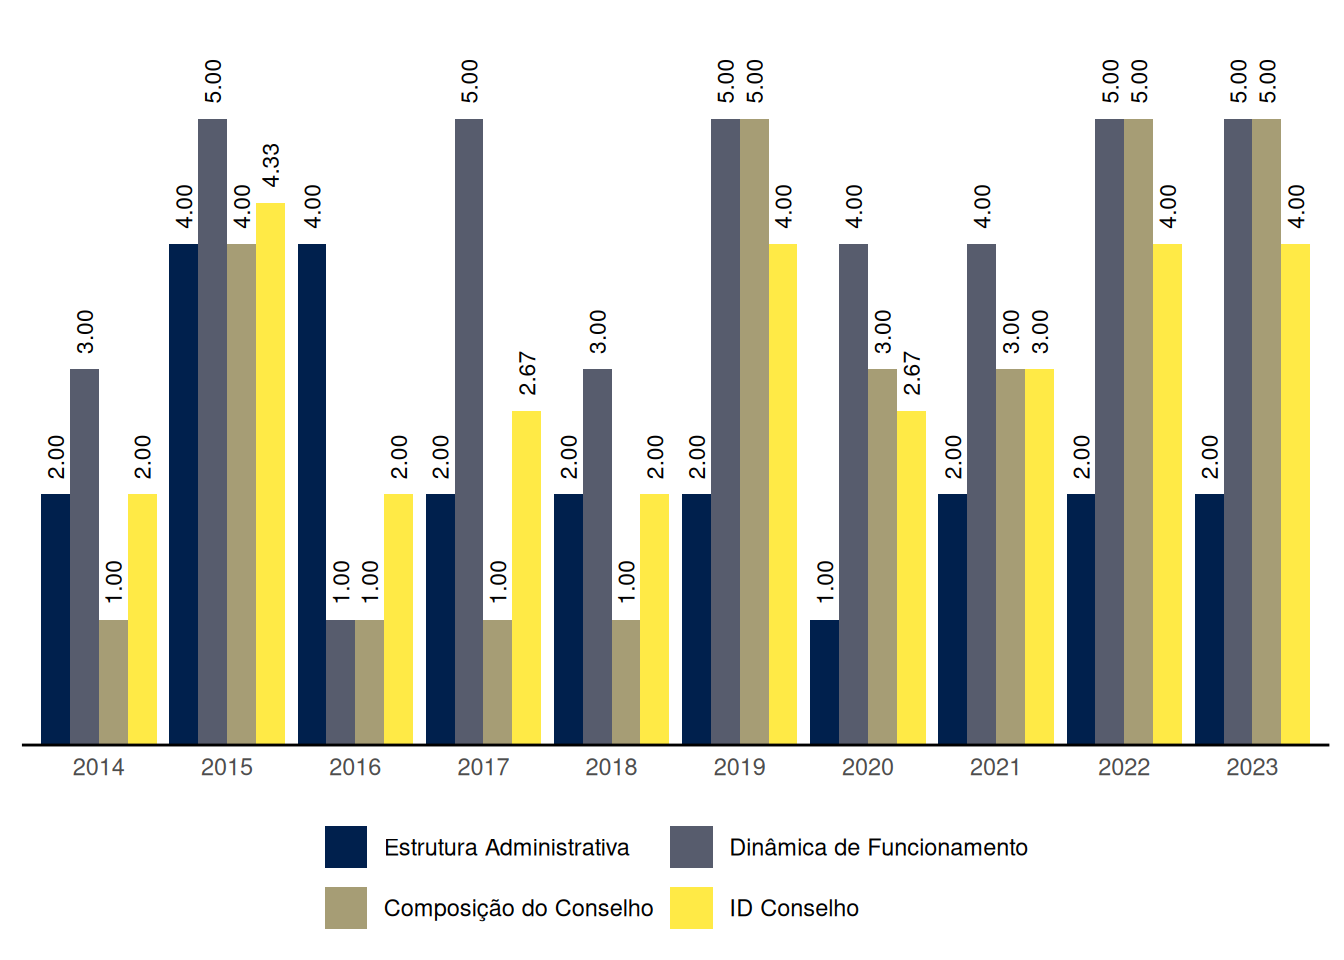 2.00 3.00 1.00 2.00 4.00 5.00 4.00 4.33 4.00 1.00 1.00 2.00 2.00 5.00 1.00 2.67 2.00 3.00 1.00 2.00 2.00 5.00 5.00 4.00 1.00 4.00 3.00 2.67 2.00 4.00 3.00 3.00 2.00 5.00 5.00 4.00 2.00 5.00 5.00 4.00
2014 2015 2016 2017 2018 2019 2020 2021 2022 2023
Estrutura Administrativa Dinâmica de Funcionamento
Composição do Conselho ID Conselho